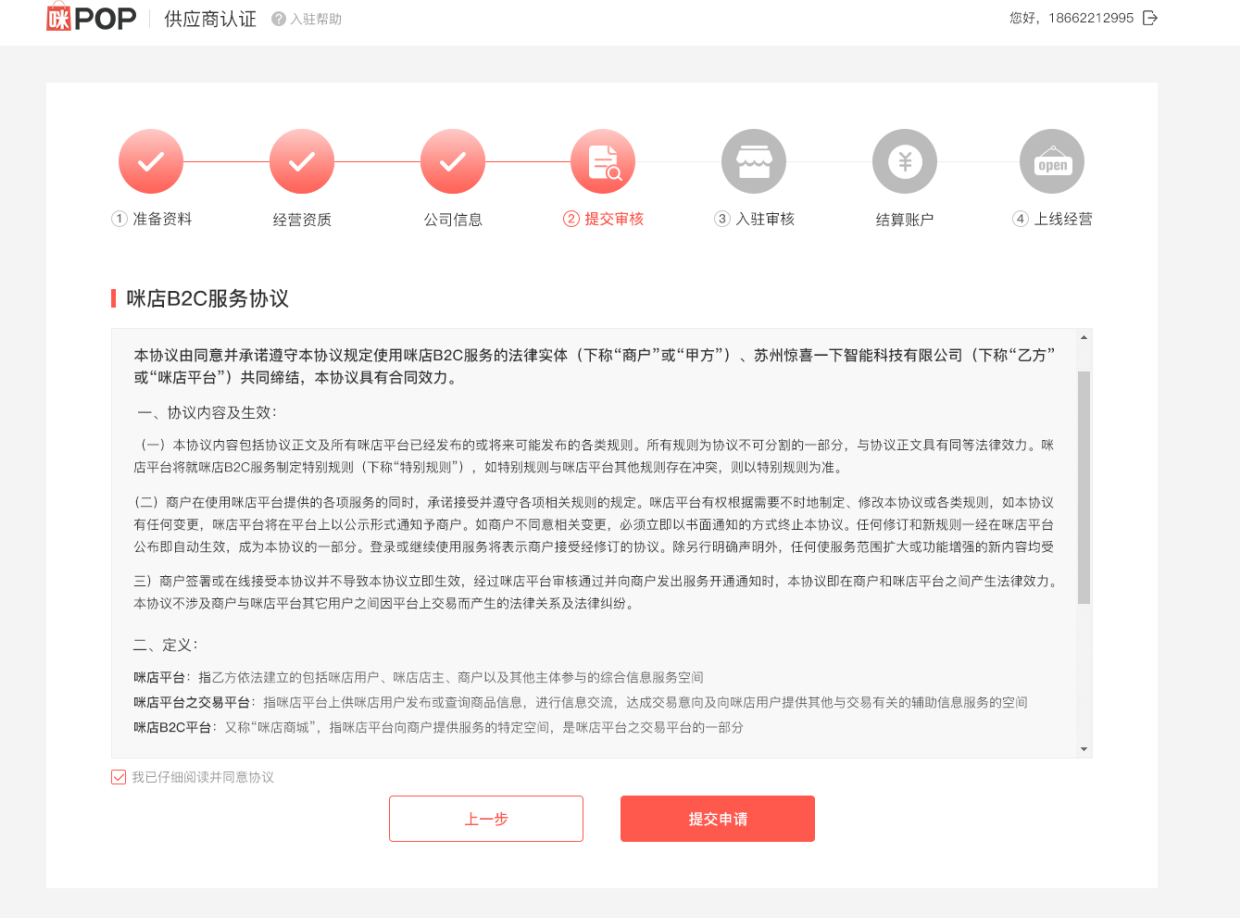 咪POP 供应商认证 ? 入驻帮助 您好，18662212995
open
① 准备资料 经营资质 公司信息 ② 提交审核 ③ 入驻审核 结算账户 ④ 上线经营
咪店B2C服务协议
本协议由同意并承诺遵守本协议规定使用咪店B2C服务的法律实体（下称“商户”或“甲方”）、苏州惊喜一下智能科技有限公司（下称“乙方”
或“咪店平台”）共同缔结，本协议具有合同效力。
一、协议内容及生效：
（一）本协议内容包括协议正文及所有咪店平台已经发布的或将来可能发布的各类规则。所有规则为协议不可分割的一部分，与协议正文具有同等法律效力。咪
店平台将就咪店B2C服务制定特别规则（下称“特别规则”），如特别规则与咪店平台其他规则存在冲突，则以特别规则为准。
（二）商户在使用咪店平台提供的各项服务的同时，承诺接受并遵守各项相关规则的规定。咪店平台有权根据需要不时地制定、修改本协议或各类规则，如本协议
有任何变更，咪店平台将在平台上以公示形式通知予商户。如商户不同意相关变更，必须立即以书面通知的方式终止本协议。任何修订和新规则一经在咪店平台
公布即自动生效，成为本协议的一部分。登录或继续使用服务将表示商户接受经修订的协议。除另行明确声明外，任何使服务范围扩大或功能增强的新内容均受
三）商户签署或在线接受本协议并不导致本协议立即生效，经过咪店平台审核通过并向商户发出服务开通通知时，本协议即在商户和咪店平台之间产生法律效力。
本协议不涉及商户与咪店平台其它用户之间因平台上交易而产生的法律关系及法律纠纷。
二、定义：
咪店平台：指乙方依法建立的包括咪店用户、咪店店主、商户以及其他主体参与的综合信息服务空间
咪店平台之交易平台：指咪店平台上供咪店用户发布或查询商品信息，进行信息交流，达成交易意向及向咪店用户提供其他与交易有关的辅助信息服务的空间
咪店B2C平台：又称“咪店商城”，指咪店平台向商户提供服务的特定空间，是咪店平台之交易平台的一部分
我已仔细阅读并同意协议
上一步 提交申请